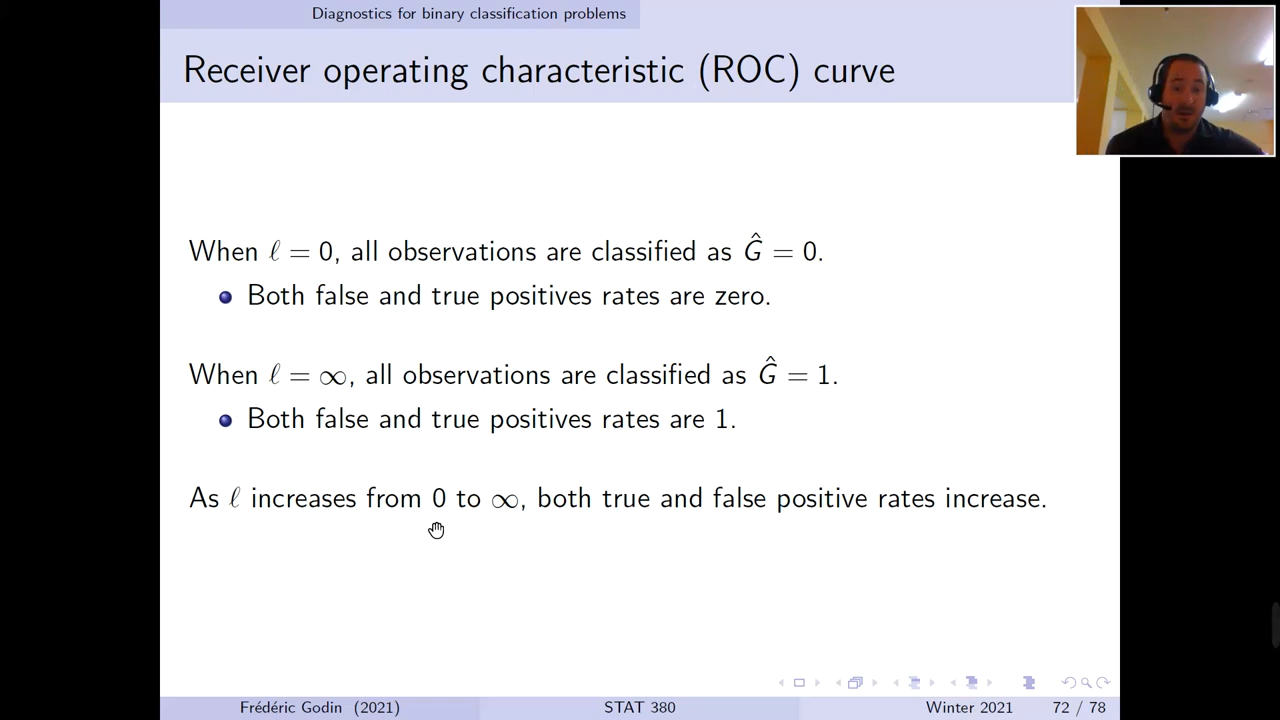 Diagnostics for binary classification problems
Receiver operating characteristic (ROC) curve
When ℓ = 0, all observations are classified as Ĝ = 0.
Both false and true positives rates are zero.
When ℓ = ∞, all observations are classified as Ĝ = 1.
Both false and true positives rates are 1.
As ℓ increases from 0 to ∞, both true and false positive rates increase.
Frédéric Godin (2021) STAT 380 Winter 2021 72 / 78